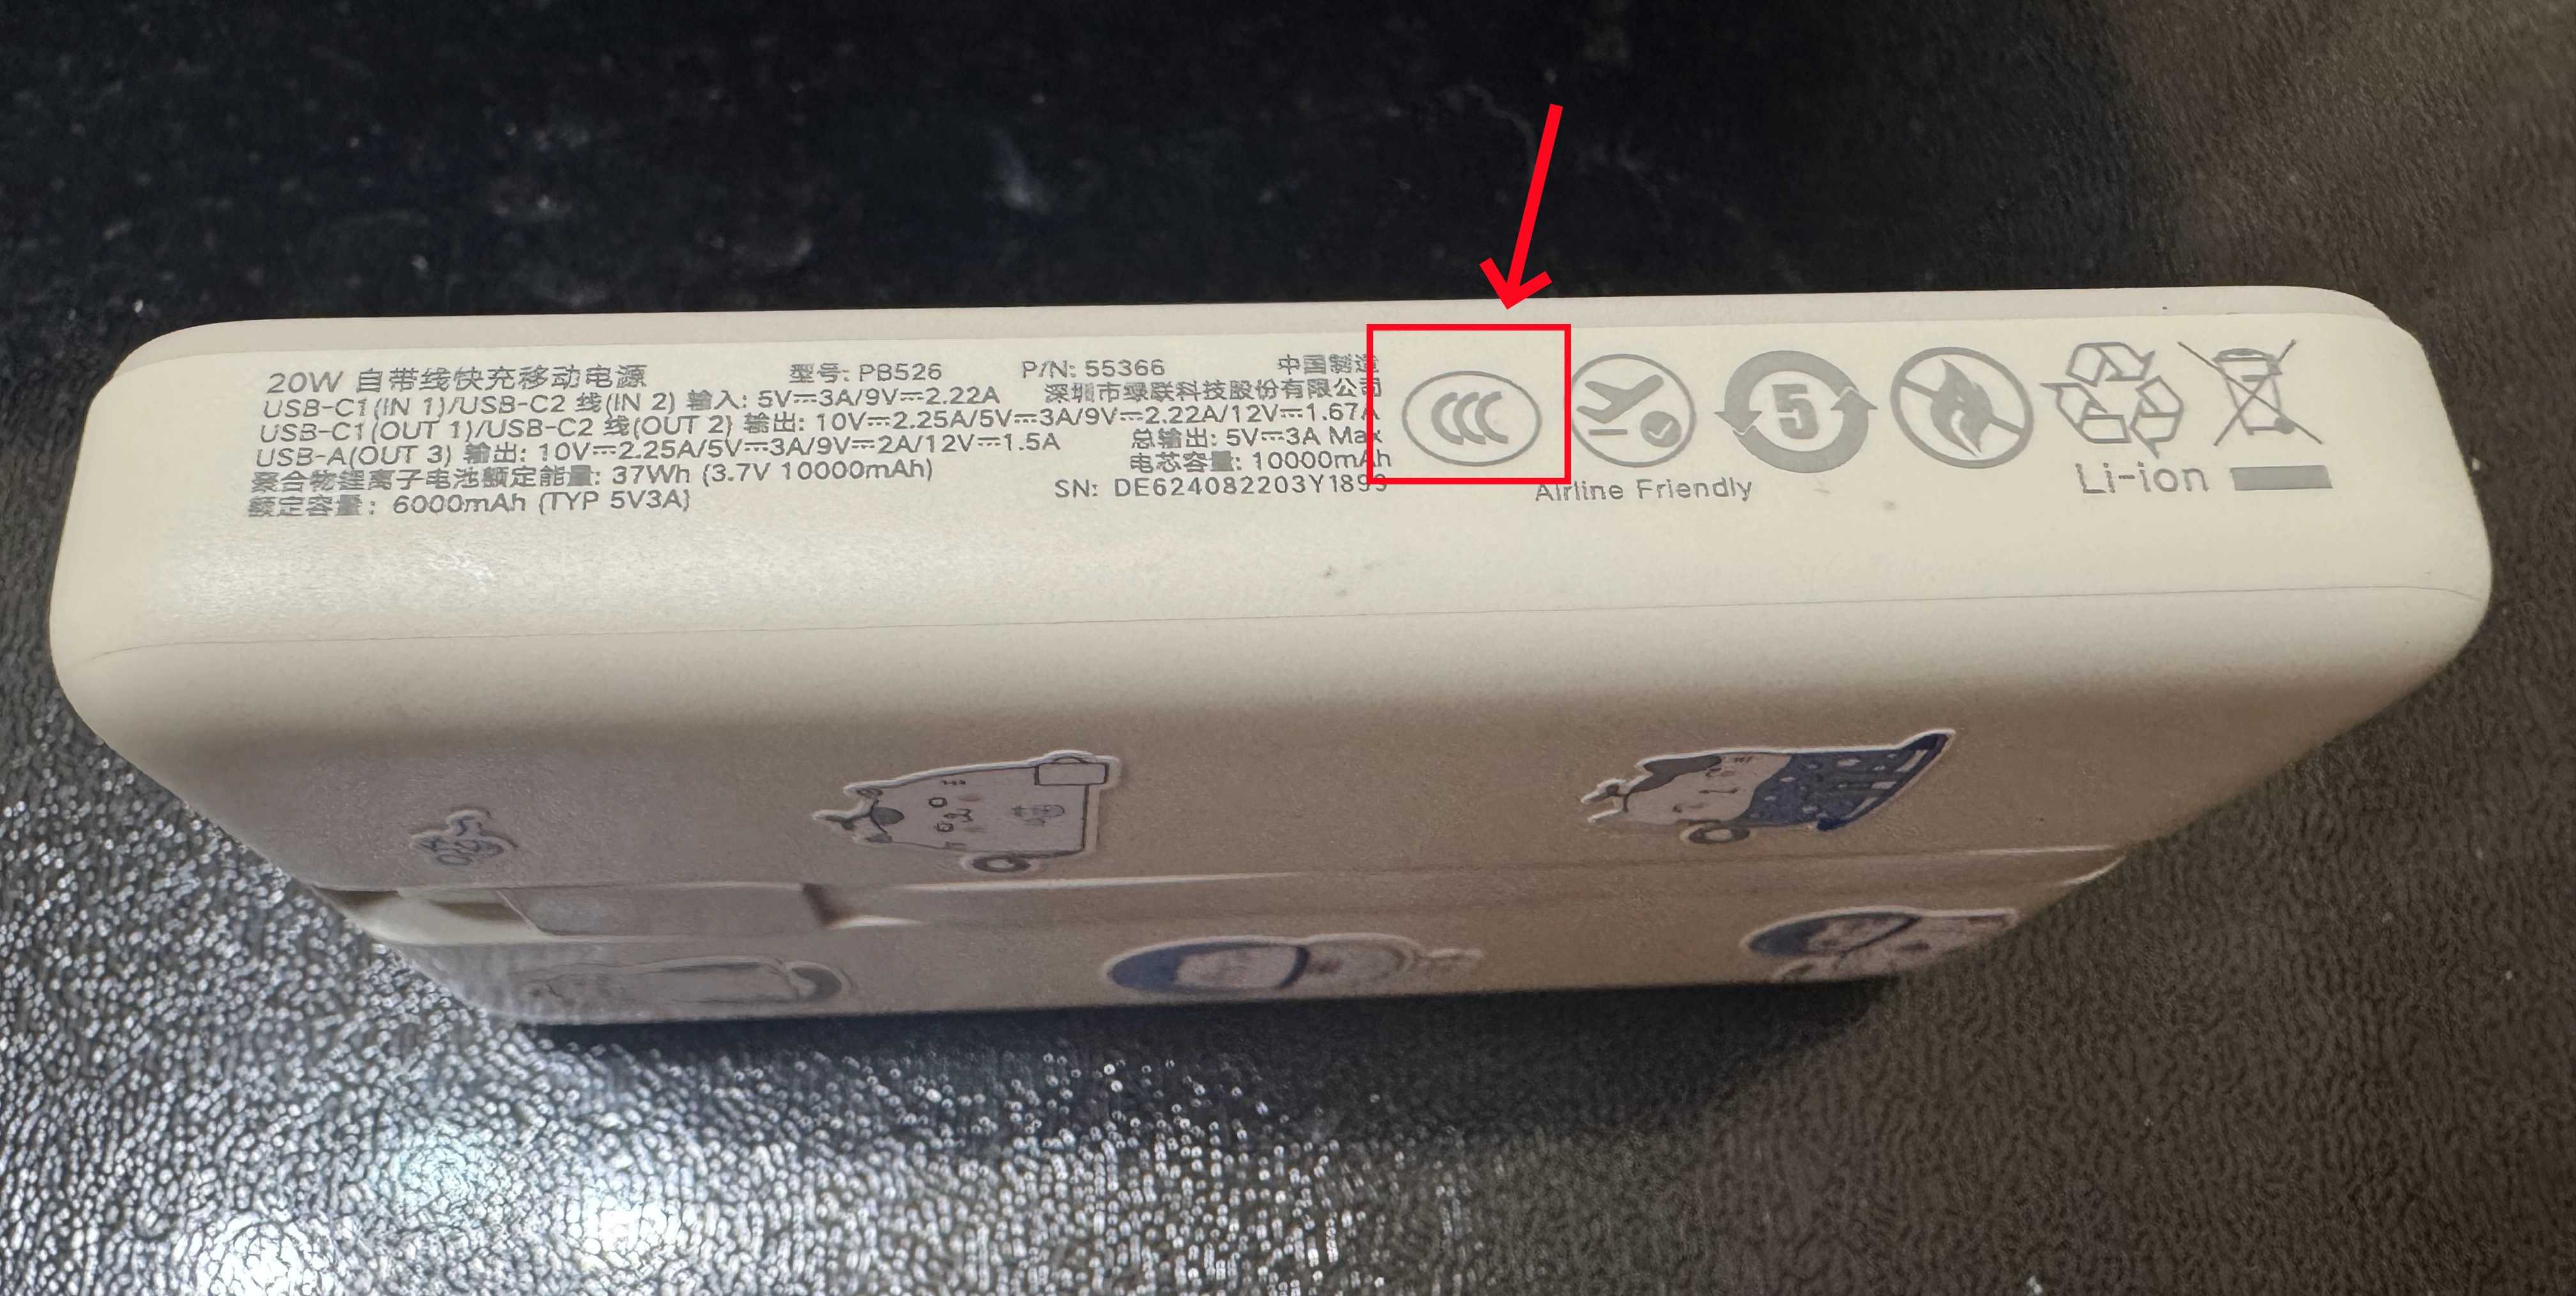 20W 自带线快充移动电源 型号: PB526 P/N: 55366 中国制造
USB-C1(IN 1)/USB-C2 线(IN 2) 输入: 5V⎓3A/9V⎓2.22A 深圳市绿联科技股份有限公司
USB-C1(OUT 1)/USB-C2 线(OUT 2) 输出: 10V⎓2.25A/5V⎓3A/9V⎓2.22A/12V⎓1.67A
USB-A(OUT 3) 输出: 10V⎓2.25A/5V⎓3A/9V⎓2A/12V⎓1.5A 总输出: 5V⎓3A Max
聚合物锂离子电池额定能量: 37Wh (3.7V 10000mAh) 电芯容量: 10000mAh
额定容量: 6000mAh (TYP 5V3A) SN: DE624082203Y1899
CCC
5
Airline Friendly
Li-ion